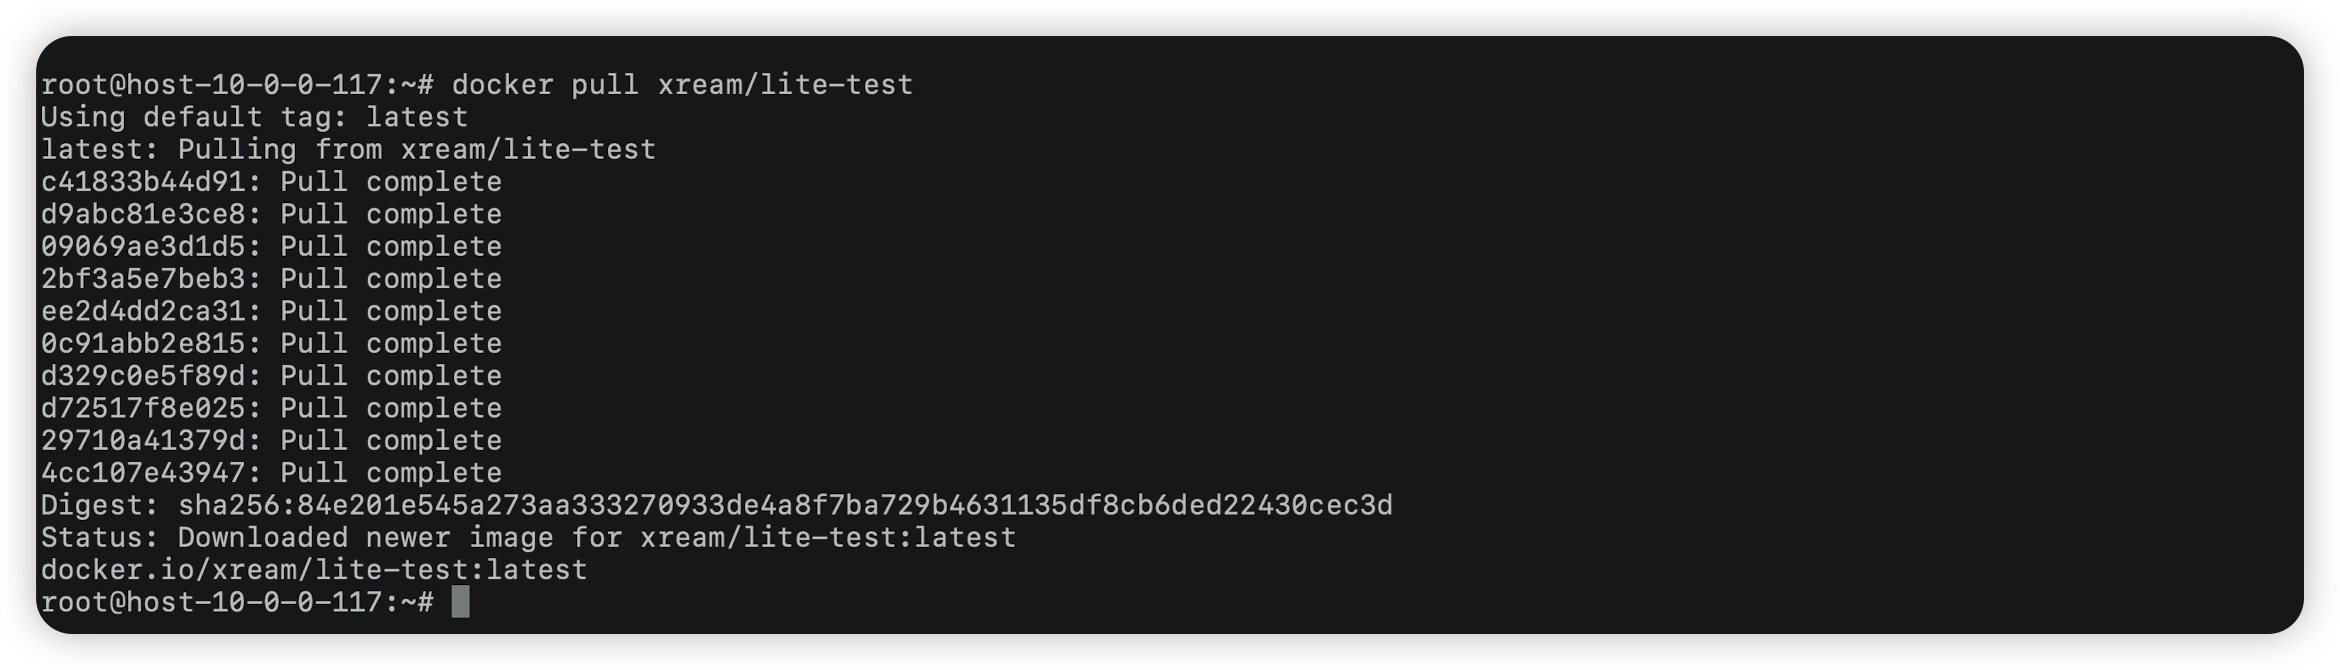 root@host-10-0-0-117:~# docker pull xream/lite-test
Using default tag: latest
latest: Pulling from xream/lite-test
c41833b44d91: Pull complete
d9abc81e3ce8: Pull complete
09069ae3d1d5: Pull complete
2bf3a5e7beb3: Pull complete
ee2d4dd2ca31: Pull complete
0c91abb2e815: Pull complete
d329c0e5f89d: Pull complete
d72517f8e025: Pull complete
29710a41379d: Pull complete
4cc107e43947: Pull complete
Digest: sha256:84e201e545a273aa333270933de4a8f7ba729b4631135df8cb6ded22430cec3d
Status: Downloaded newer image for xream/lite-test:latest
docker.io/xream/lite-test:latest
root@host-10-0-0-117:~#